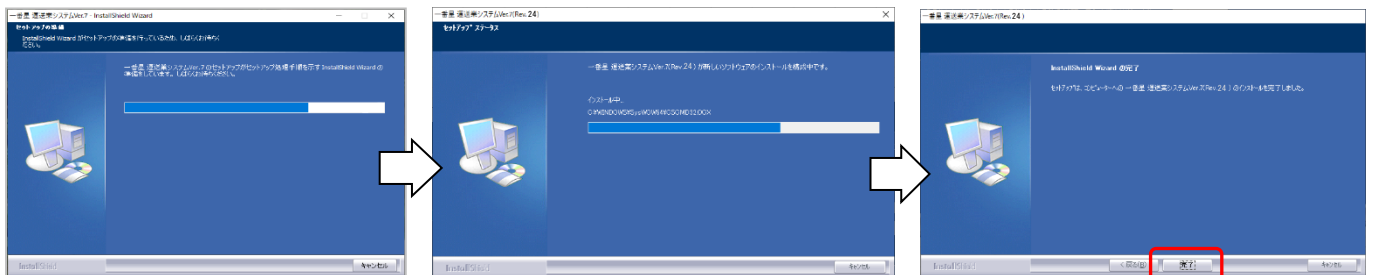 一番星 運送業システムVer.7 - InstallShield Wizard
セットアップの準備
InstallShield Wizard がセットアップの準備を行っているため、しばらくお待ちく
ださい。
一番星 運送業システムVer.7 のセットアップがセットアップ処理手順を示す InstallShield Wizard の
準備をしています。しばらくお待ちください。
InstallShield
キャンセル
一番星 運送業システムVer.7(Rev.24)
セットアップ ステータス
一番星 運送業システムVer.7(Rev.24) が新しいソフトウェアのインストールを構成中です。
インストール中...
C:¥WINDOWS¥SysWOW64¥COMD32.OCX
InstallShield
キャンセル
一番星 運送業システムVer.7(Rev.24)
InstallShield Wizard の完了
セットアップは、コンピューターへの 一番星 運送業システムVer.7(Rev.24) のインストールを完了しました。
InstallShield
< 戻る(B)
完了
キャンセル